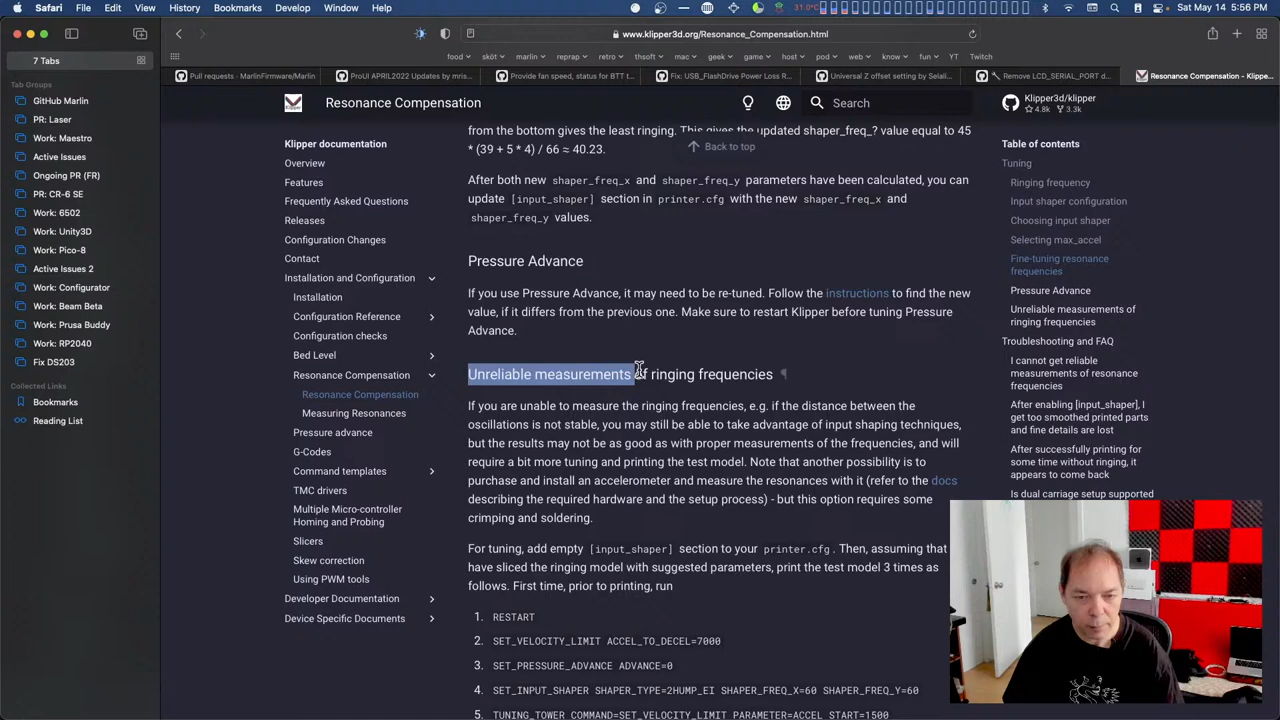 Safari File Edit View History Bookmarks Develop Window Help
31.0°C
Sat May 14 5:56 PM
7 Tabs
www.klipper3d.org/Resonance_Compensation.html
food sköt marlin reprap retro thsoft mac geek game host pod web know fun YT Twitch
Pull requests · MarlinFirmware/Marlin
ProUI APRIL2022 Updates by mris...
Provide fan speed, status for BTT t...
Fix: USB_FlashDrive Power Loss R...
Universal Z offset setting by Selali...
Remove LCD_SERIAL_PORT d...
Resonance Compensation - Klippe...
Tab Groups
GitHub Marlin
PR: Laser
Work: Maestro
Active Issues
Ongoing PR (FR)
PR: CR-6 SE
Work: 6502
Work: Unity3D
Work: Pico-8
Active Issues 2
Work: Configurator
Work: Beam Beta
Work: Prusa Buddy
Work: RP2040
Fix DS203
Collected Links
Bookmarks
Reading List
Resonance Compensation
Search
Klipper3d/klipper
4.8k 3.3k
Klipper documentation
Overview
Features
Frequently Asked Questions
Releases
Configuration Changes
Contact
Installation and Configuration
Installation
Configuration Reference
Configuration checks
Bed Level
Resonance Compensation
Resonance Compensation
Measuring Resonances
Pressure advance
G-Codes
Command templates
TMC drivers
Multiple Micro-controller
Homing and Probing
Slicers
Skew correction
Using PWM tools
Developer Documentation
Device Specific Documents
from the bottom gives the least ringing. This gives the updated shaper_freq_? value equal to 45
* (39 + 5 * 4) / 66 ≈ 40.23.
Back to top
After both new shaper_freq_x and shaper_freq_y parameters have been calculated, you can
update [input_shaper] section in printer.cfg with the new shaper_freq_x and
shaper_freq_y values.
Pressure Advance
If you use Pressure Advance, it may need to be re-tuned. Follow the instructions to find the new
value, if it differs from the previous one. Make sure to restart Klipper before tuning Pressure
Advance.
Unreliable measurements of ringing frequencies ¶
If you are unable to measure the ringing frequencies, e.g. if the distance between the
oscillations is not stable, you may still be able to take advantage of input shaping techniques,
but the results may not be as good as with proper measurements of the frequencies, and will
require a bit more tuning and printing the test model. Note that another possibility is to
purchase and install an accelerometer and measure the resonances with it (refer to the docs
describing the required hardware and the setup process) - but this option requires some
crimping and soldering.
For tuning, add empty [input_shaper] section to your printer.cfg. Then, assuming that
have sliced the ringing model with suggested parameters, print the test model 3 times as
follows. First time, prior to printing, run
1. RESTART
2. SET_VELOCITY_LIMIT ACCEL_TO_DECEL=7000
3. SET_PRESSURE_ADVANCE ADVANCE=0
4. SET_INPUT_SHAPER SHAPER_TYPE=2HUMP_EI SHAPER_FREQ_X=60 SHAPER_FREQ_Y=60
5. TUNING_TOWER COMMAND=SET_VELOCITY_LIMIT PARAMETER=ACCEL START=1500
Table of contents
Tuning
Ringing frequency
Input shaper configuration
Choosing input shaper
Selecting max_accel
Fine-tuning resonance
frequencies
Pressure Advance
Unreliable measurements of
ringing frequencies
Troubleshooting and FAQ
I cannot get reliable
measurements of resonance
frequencies
After enabling [input_shaper], I
get too smoothed printed parts
and fine details are lost
After successfully printing for
some time without ringing, it
appears to come back
Is dual carriage setup supported